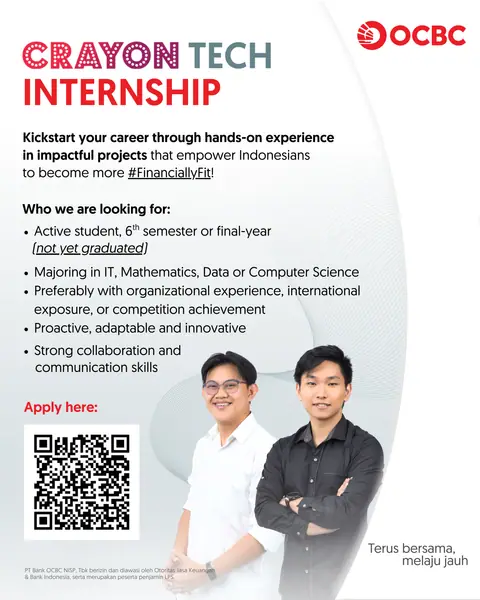 OCBC
CRAYON TECH
INTERNSHIP
Kickstart your career through hands-on experience
in impactful projects that empower Indonesians
to become more #FinanciallyFit!
Who we are looking for:
• Active student, 6th semester or final-year
(not yet graduated)
• Majoring in IT, Mathematics, Data or Computer Science
• Preferably with organizational experience, international
exposure, or competition achievement
• Proactive, adaptable and innovative
• Strong collaboration and
communication skills
Apply here:
Terus bersama,
melaju jauh
PT Bank OCBC NISP, Tbk berizin dan diawasi oleh Otoritas Jasa Keuangan
& Bank Indonesia, serta merupakan peserta penjamin LPS.